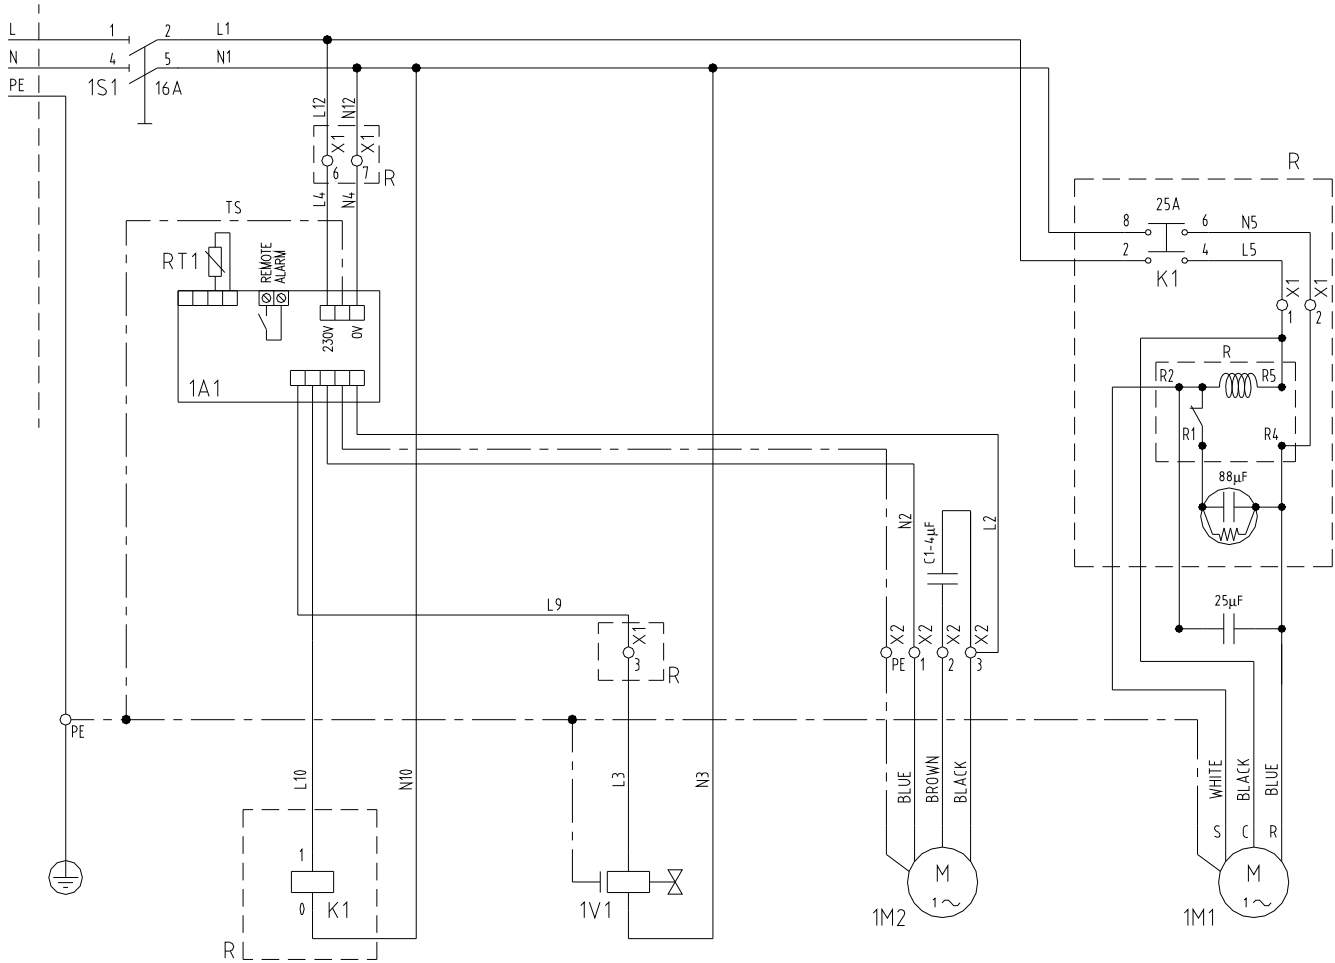 L 1 2 L1
N 4 5 N1
PE 1S1 16A
L12 N12
X1 X1
6 7 R
L4 N4
TS
RT1
REMOTE
ALARM
230V 0V
1A1
R
25A
8 6 N5
2 4 L5
K1
X1 X1
1 2
R
R2 R5
R1 R4
88µF
25µF
N2 C1-4µF L2
L9
X1
3
R
X2 X2 X2 X2
PE 1 2 3
PE
L10 N10 L3 N3
BLUE BROWN BLACK
WHITE BLACK BLUE
S C R
1
0 K1
R
1V1
M
1~
1M2
M
1~
1M1